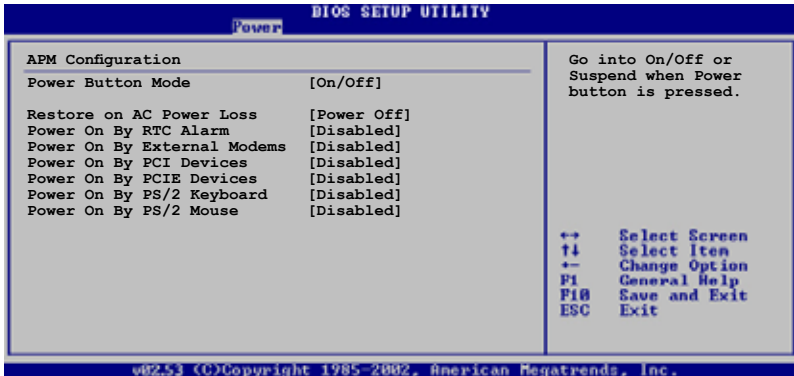 BIOS SETUP UTILITY
Power
APM Configuration
Power Button Mode [On/Off]
Restore on AC Power Loss [Power Off]
Power On By RTC Alarm [Disabled]
Power On By External Modems [Disabled]
Power On By PCI Devices [Disabled]
Power On By PCIE Devices [Disabled]
Power On By PS/2 Keyboard [Disabled]
Power On By PS/2 Mouse [Disabled]
Go into On/Off or
Suspend when Power
button is pressed.
←→ Select Screen
↑↓ Select Item
+- Change Option
F1 General Help
F10 Save and Exit
ESC Exit
v02.53 (C)Copyright 1985-2002, American Megatrends, Inc.